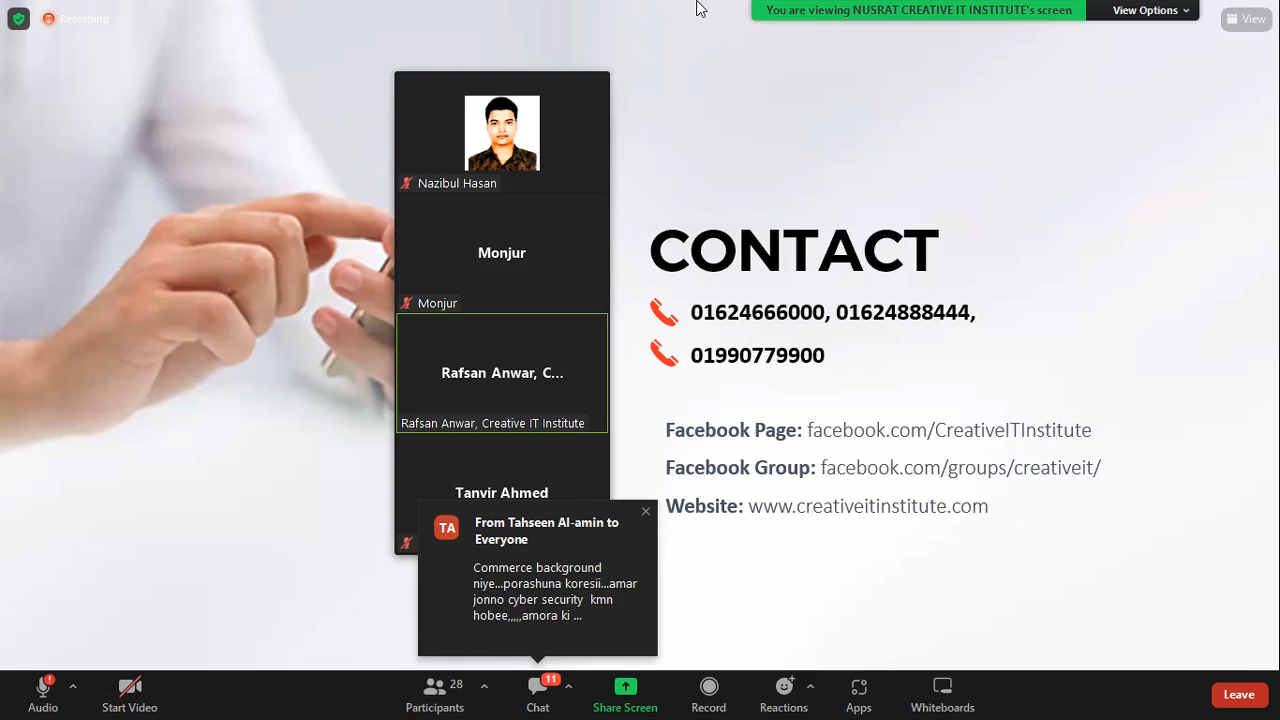 Recording
You are viewing NUSRAT CREATIVE IT INSTITUTE's screen
View Options
View
Nazibul Hasan
Monjur
Monjur
Rafsan Anwar, C...
Rafsan Anwar, Creative IT Institute
Tanvir Ahmed
CONTACT
01624666000, 01624888444,
01990779900
Facebook Page: facebook.com/CreativeITInstitute
Facebook Group: facebook.com/groups/creativeit/
Website: www.creativeitinstitute.com
TA
From Tahseen Al-amin to
Everyone
Commerce background
niye...porashuna koresii...amar
jonno cyber security kmn
hobee,,,,,amora ki ...
Audio
Start Video
28
Participants
11
Chat
Share Screen
Record
Reactions
Apps
Whiteboards
Leave